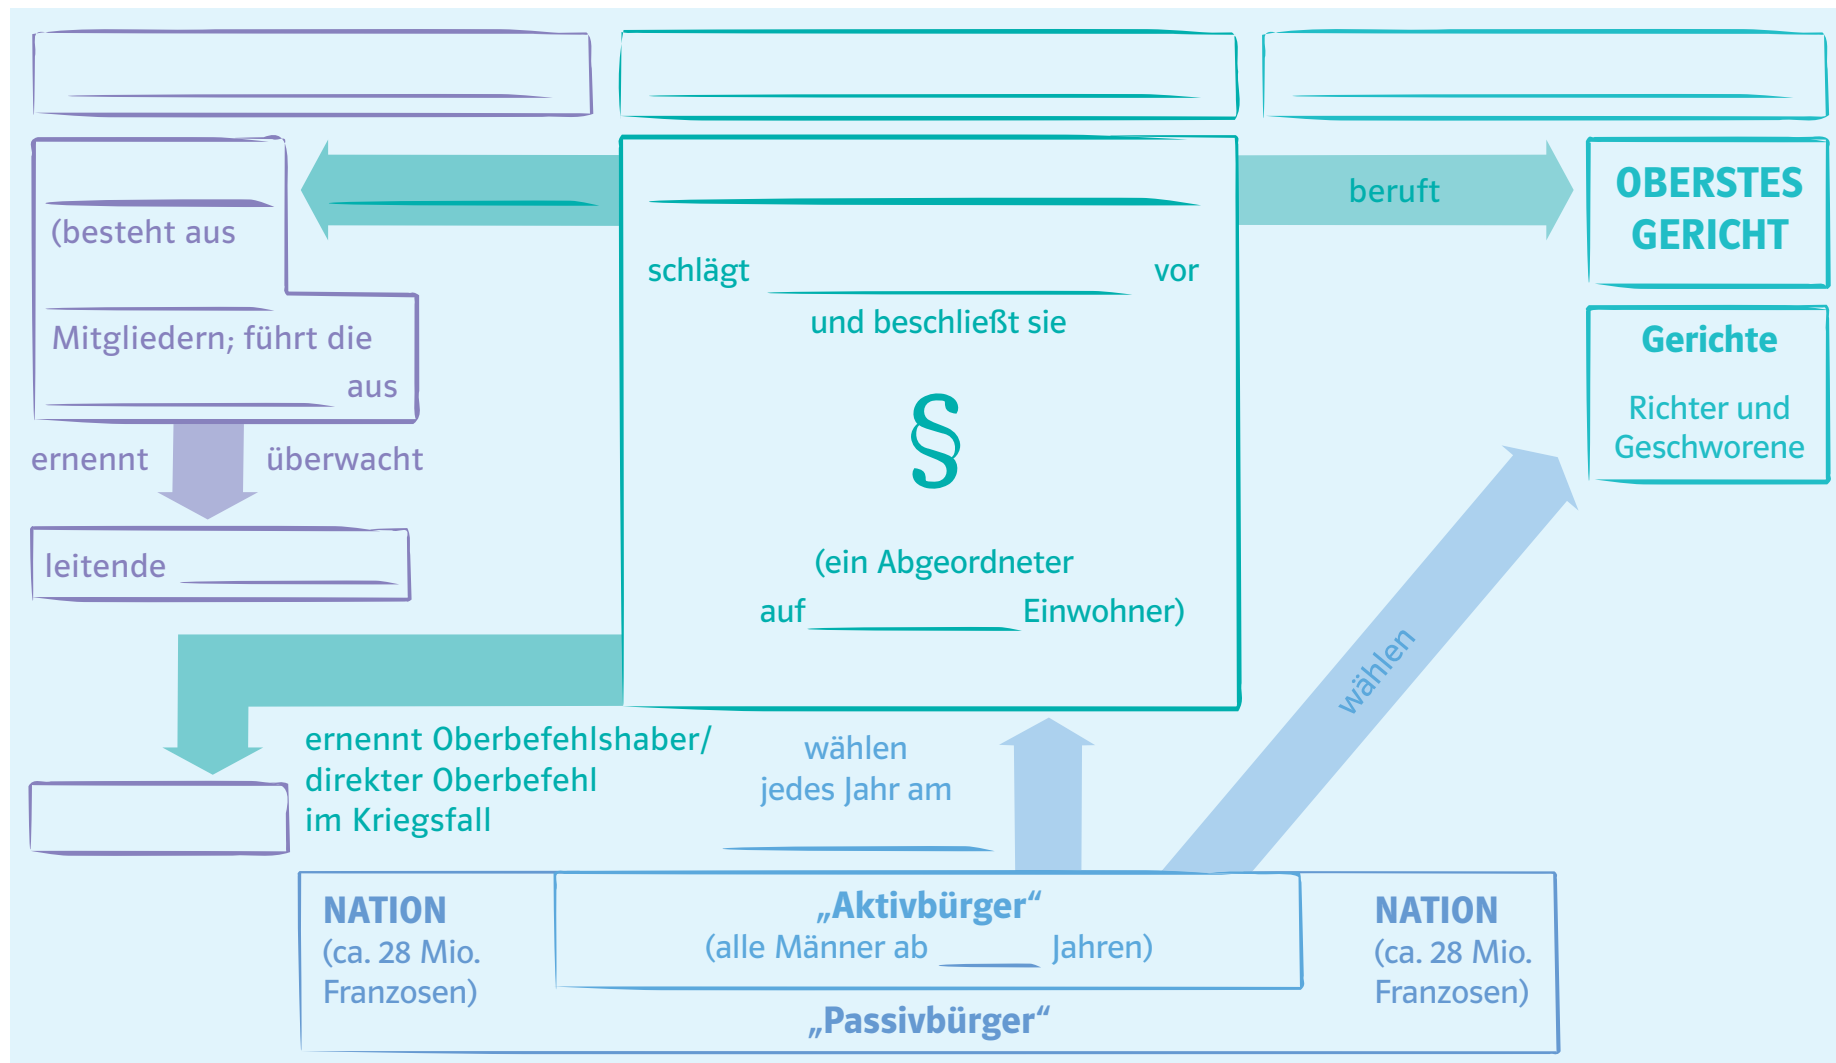 beruft
OBERSTES
GERICHT
(besteht aus
Mitgliedern; führt die
aus
schlägt vor
und beschließt sie
§
(ein Abgeordneter
auf Einwohner)
Gerichte
Richter und
Geschworene
ernennt überwacht
leitende
wählen
ernennt Oberbefehlshaber/
direkter Oberbefehl
im Kriegsfall
wählen
jedes Jahr am
NATION
(ca. 28 Mio.
Franzosen)
„Aktivbürger“
(alle Männer ab Jahren)
„Passivbürger“
NATION
(ca. 28 Mio.
Franzosen)